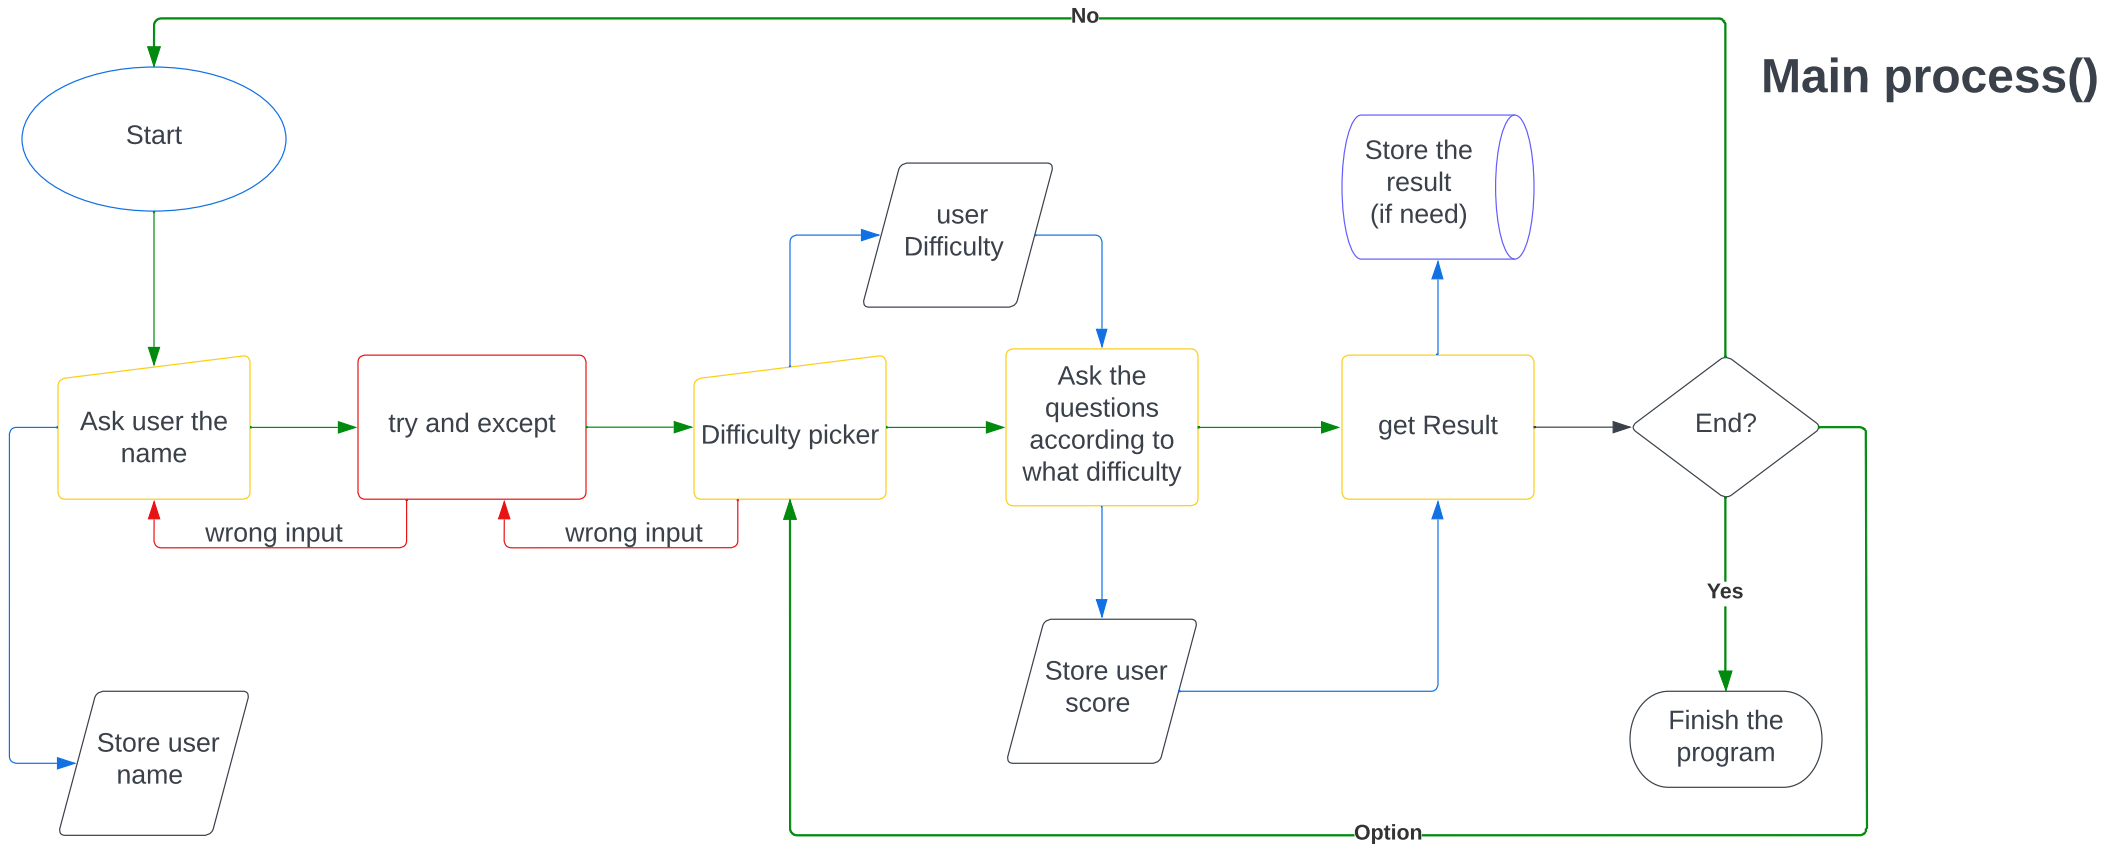 No
Main process()
Start
Store the
result
(if need)
user
Difficulty
Ask user the
name
try and except
Difficulty picker
Ask the
questions
according to
what difficulty
get Result
End?
wrong input
wrong input
Yes
Store user
name
Store user
score
Finish the
program
Option